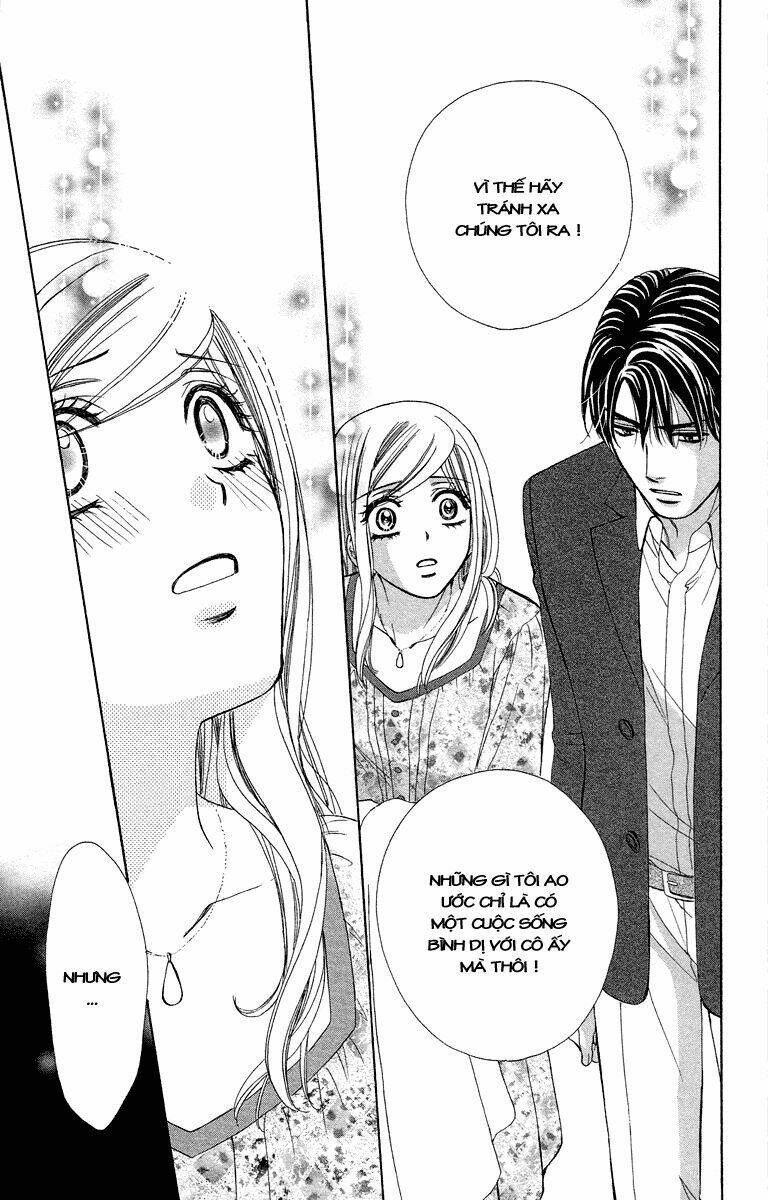 VÌ THẾ HÃY
TRÁNH XA
CHÚNG TÔI RA !
NHỮNG GÌ TÔI AO
ƯỚC CHỈ LÀ CÓ
MỘT CUỘC SỐNG
BÌNH DỊ VỚI CÔ ẤY
MÀ THÔI !
NHƯNG
...